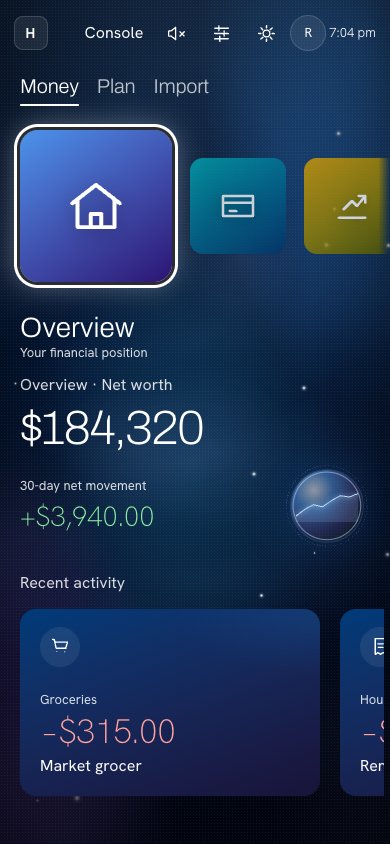 H Console R 7:04 pm
Money Plan Import
Overview
Your financial position
Overview · Net worth
$184,320
30-day net movement
+$3,940.00
Recent activity
Groceries
−$315.00
Market grocer